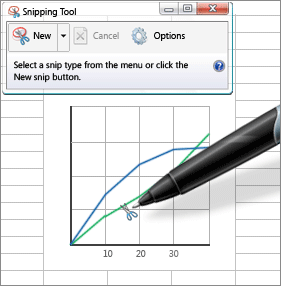 Snipping Tool
New Cancel Options
Select a snip type from the menu or click the
New snip button.
10 20 30